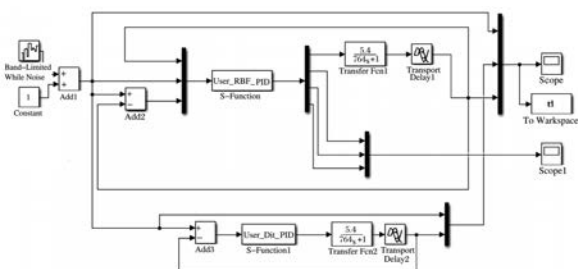 Band-Limited
While Noise
+
+
Add1
1
Constant
+
−
Add2
User_RBF_PID
S-Function
5.4
764s+1
Transfer Fcn1
Transport
Delay1
Scope
t1
To Warkspace
Scope1
+
−
Add3
User_Dit_PID
S-Function1
5.4
764s+1
Transfer Fcn2
Transport
Delay2